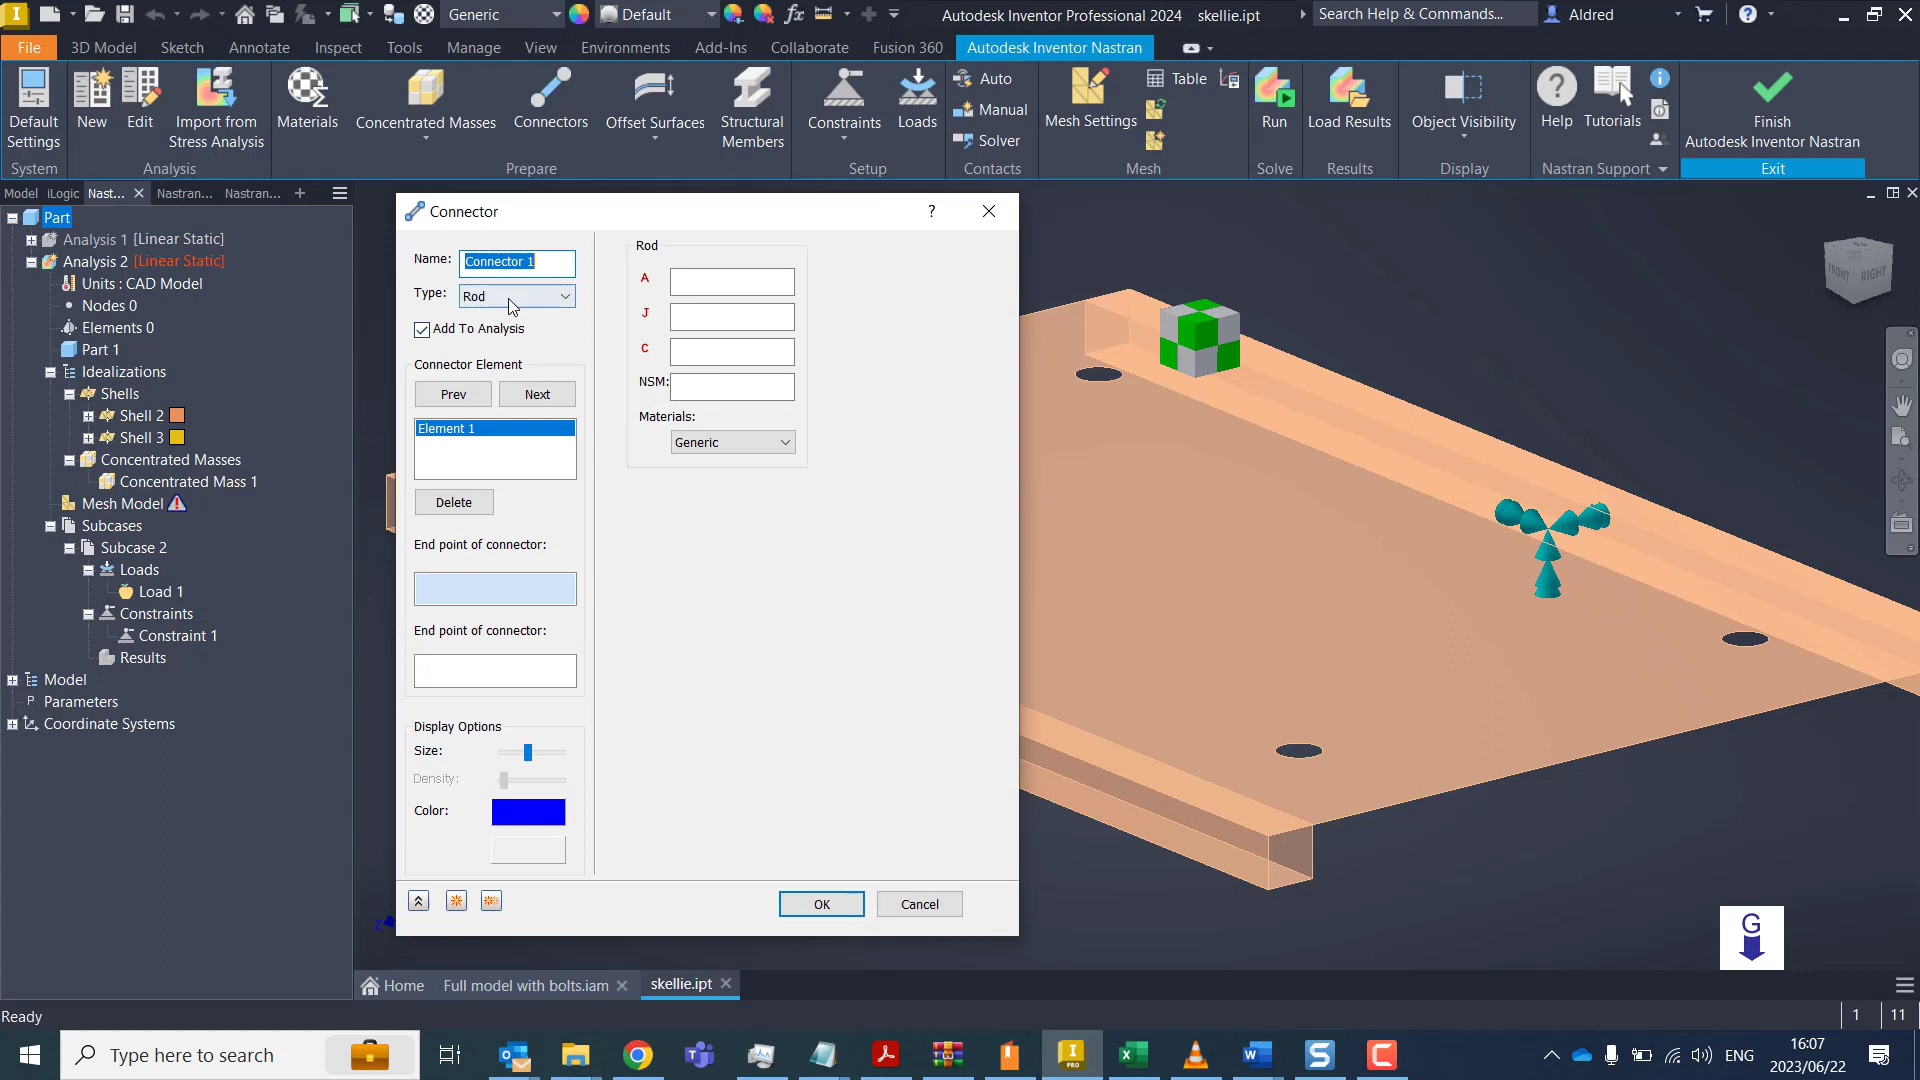 Generic
Default
Autodesk Inventor Professional 2024 skellie.ipt
Search Help & Commands...
Aldred
File 3D Model Sketch Annotate Inspect Tools Manage View Environments Add-Ins Collaborate Fusion 360 Autodesk Inventor Nastran
Default Settings
New
Edit
Import from Stress Analysis
Materials
Concentrated Masses
Connectors
Offset Surfaces
Structural Members
Constraints
Loads
Auto
Manual
Solver
Mesh Settings
Table
Run
Load Results
Object Visibility
Help
Tutorials
Finish
Autodesk Inventor Nastran
System Analysis Prepare Setup Contacts Mesh Solve Results Display Nastran Support Exit
Model iLogic Nast... Nastran... Nastran...
Part
Analysis 1 [Linear Static]
Analysis 2 [Linear Static]
Units : CAD Model
Nodes 0
Elements 0
Part 1
Idealizations
Shells
Shell 2
Shell 3
Concentrated Masses
Concentrated Mass 1
Mesh Model
Subcases
Subcase 2
Loads
Load 1
Constraints
Constraint 1
Results
Model
Parameters
Coordinate Systems
Connector
Name: Connector 1
Type: Rod
Add To Analysis
Connector Element
Prev Next
Element 1
Delete
End point of connector:
End point of connector:
Display Options
Size:
Density:
Color:
Rod
A
J
C
NSM:
Materials:
Generic
OK Cancel
FRONT RIGHT
Z
G
Home Full model with bolts.iam skellie.ipt
Ready
1 11
Type here to search
ENG
16:07
2023/06/22